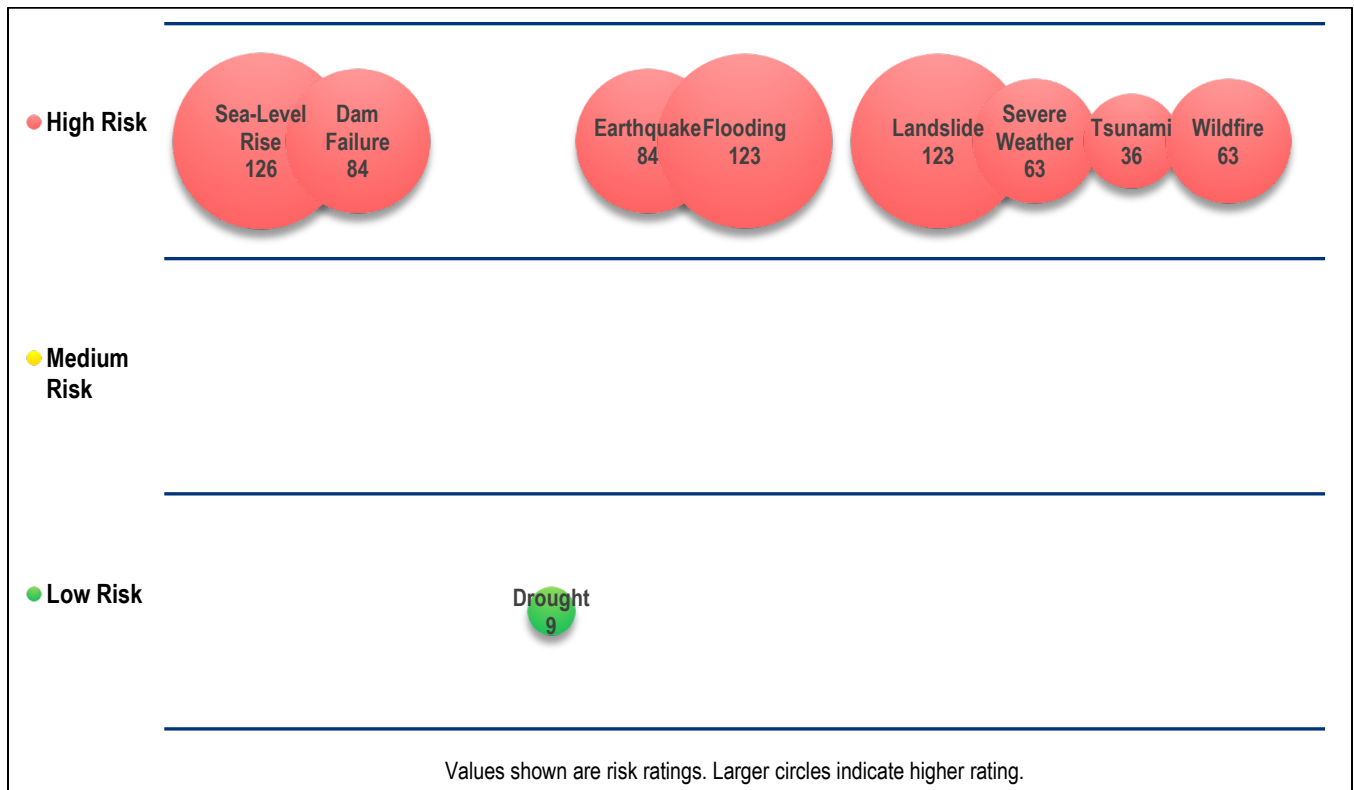 High Risk
Sea-Level
Rise
126
Dam
Failure
84
Earthquake
84
Flooding
123
Landslide
123
Severe
Weather
63
Tsunami
36
Wildfire
63
Medium
Risk
Low Risk
Drought
9
Values shown are risk ratings. Larger circles indicate higher rating.